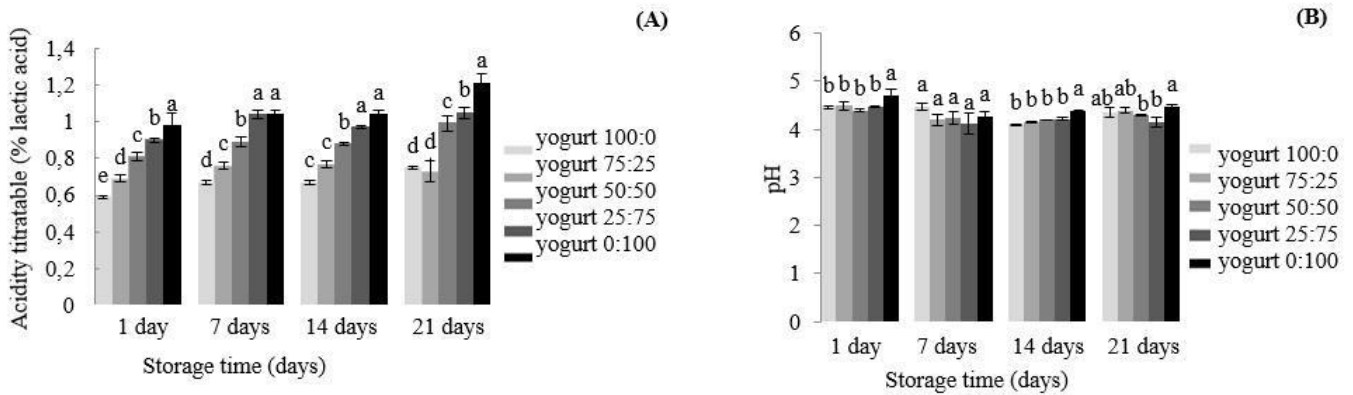 (A)
Acidity titratable (% lactic acid)
1,4
1,2
1
0,8
0,6
0,4
0,2
0
e d c b a
d c b a a
d c b a a
d d c b a
1 day 7 days 14 days 21 days
Storage time (days)
yogurt 100:0
yogurt 75:25
yogurt 50:50
yogurt 25:75
yogurt 0:100
(B)
pH
6
5
4
3
2
1
0
b b b b a
a a a a a
b b b b a
ab ab b b a
1 day 7 days 14 days 21 days
Storage time (days)
yogurt 100:0
yogurt 75:25
yogurt 50:50
yogurt 25:75
yogurt 0:100